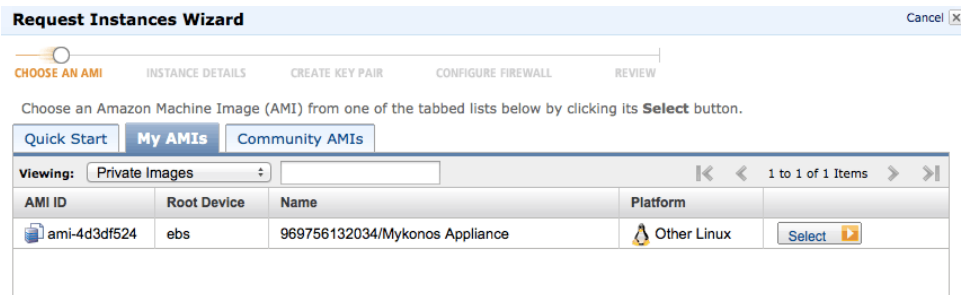 Request Instances Wizard
Cancel X
CHOOSE AN AMI INSTANCE DETAILS CREATE KEY PAIR CONFIGURE FIREWALL REVIEW
Choose an Amazon Machine Image (AMI) from one of the tabbed lists below by clicking its Select button.
Quick Start My AMIs Community AMIs
Viewing: Private Images 1 to 1 of 1 Items
AMI ID Root Device Name Platform
ami-4d3df524 ebs 969756132034/Mykonos Appliance Other Linux Select